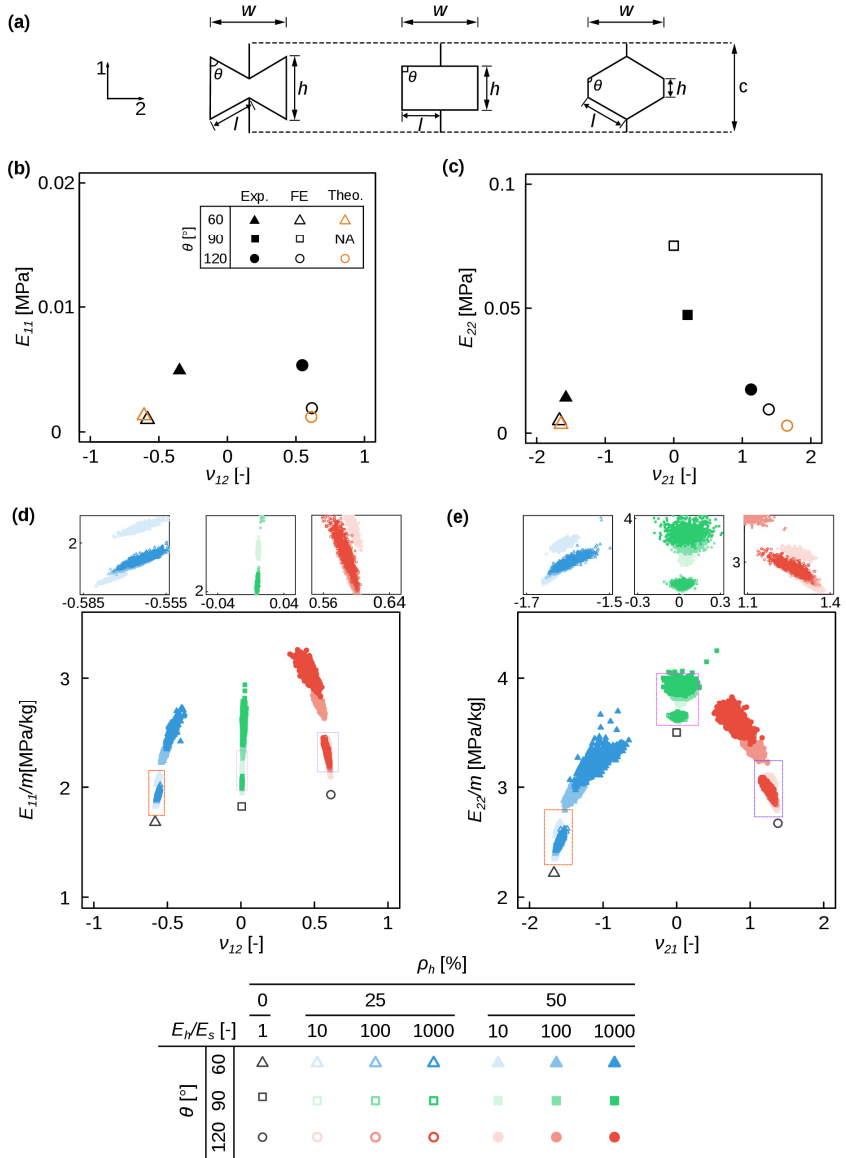 (a)
w w w
1 2
θ h l
θ h l
θ h l
c
(b)
0.02
0.01
0
E11 [MPa]
Exp. FE Theo.
θ [°]
60
90 NA
120
-1 -0.5 0 0.5 1
ν12 [-]
(c)
0.1
0.05
0
E22 [MPa]
-2 -1 0 1 2
ν21 [-]
(d)
2
-0.585 -0.555
2
-0.04 0.04
0.56 0.64
3
2
1
E11/m[MPa/kg]
-1 -0.5 0 0.5 1
ν12 [-]
(e)
-1.7 -1.5
4
-0.3 0 0.3
3
1.1 1.4
4
3
2
E22/m [MPa/kg]
-2 -1 0 1 2
ν21 [-]
ρh [%]
0 25 50
Eh/Es [-] 1 10 100 1000 10 100 1000
θ [°]
60
90
120